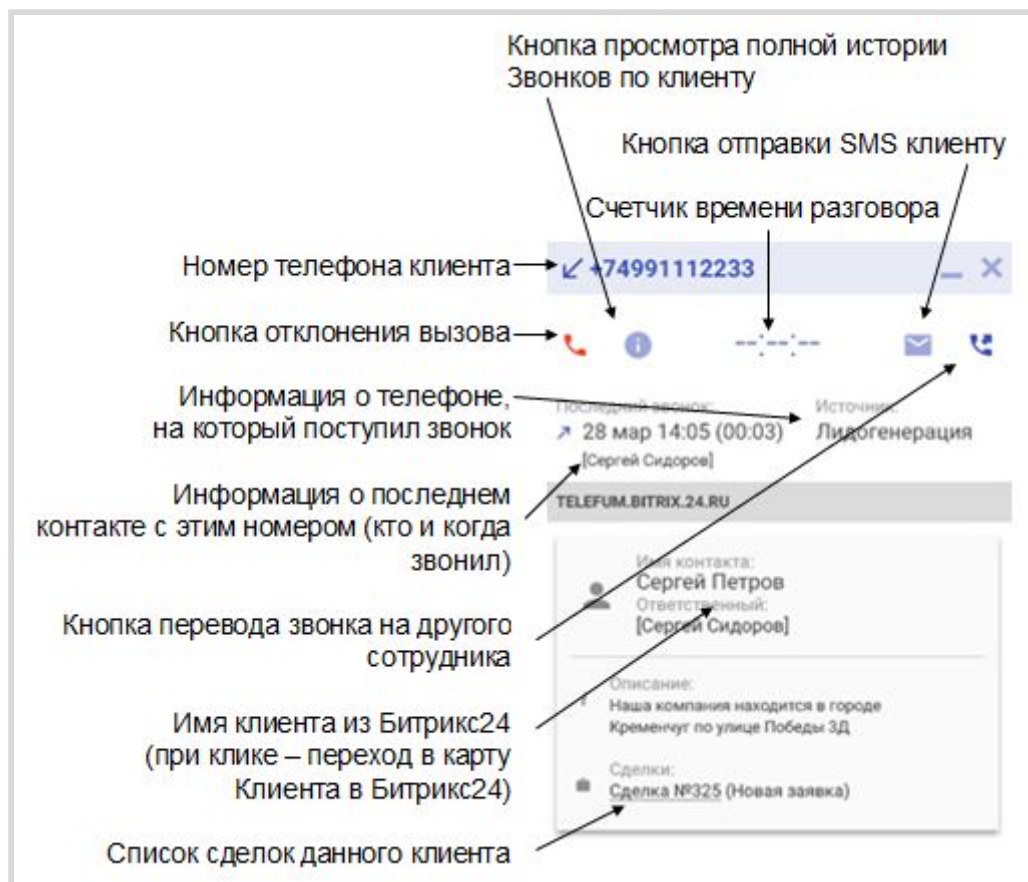 Кнопка просмотра полной истории
Звонков по клиенту
Кнопка отправки SMS клиенту
Счетчик времени разговора
Номер телефона клиента
+74991112233
Кнопка отклонения вызова
--:--:--
Информация о телефоне,
на который поступил звонок
Последний звонок:
Источник:
28 мар 14:05 (00:03)
Лидогенерация
[Сергей Сидоров]
Информация о последнем
контакте с этим номером (кто и когда
звонил)
TELEFUM.BITRIX.24.RU
Имя контакта:
Сергей Петров
Ответственный:
[Сергей Сидоров]
Кнопка перевода звонка на другого
сотрудника
Описание:
Наша компания находится в городе
Кременчуг по улице Победы 3Д
Имя клиента из Битрикс24
(при клике – переход в карту
Клиента в Битрикс24)
Сделки:
Сделка №325 (Новая заявка)
Список сделок данного клиента